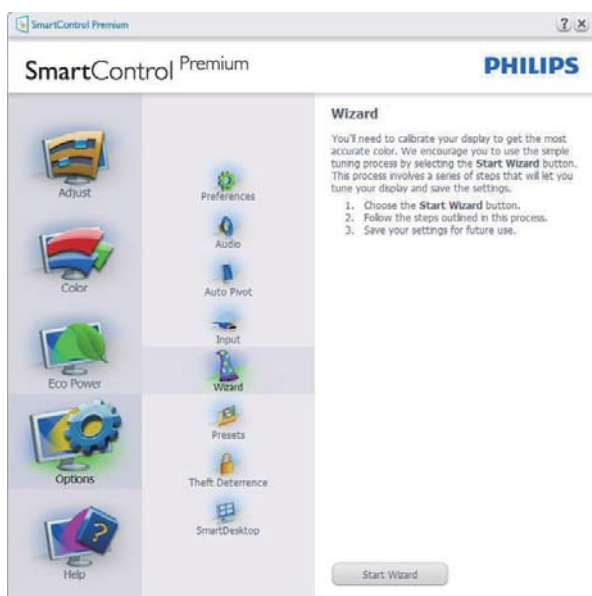 SmartControl Premium
? x
SmartControl Premium
PHILIPS
Adjust
Color
Eco Power
Options
Help
Preferences
Audio
Auto Pivot
Input
Wizard
Presets
Theft Deterrence
SmartDesktop
Wizard
You'll need to calibrate your display to get the most
accurate color. We encourage you to use the simple
tuning process by selecting the Start Wizard button.
This process involves a series of steps that will let you
tune your display and save the settings.
1. Choose the Start Wizard button.
2. Follow the steps outlined in this process.
3. Save your settings for future use.
Start Wizard